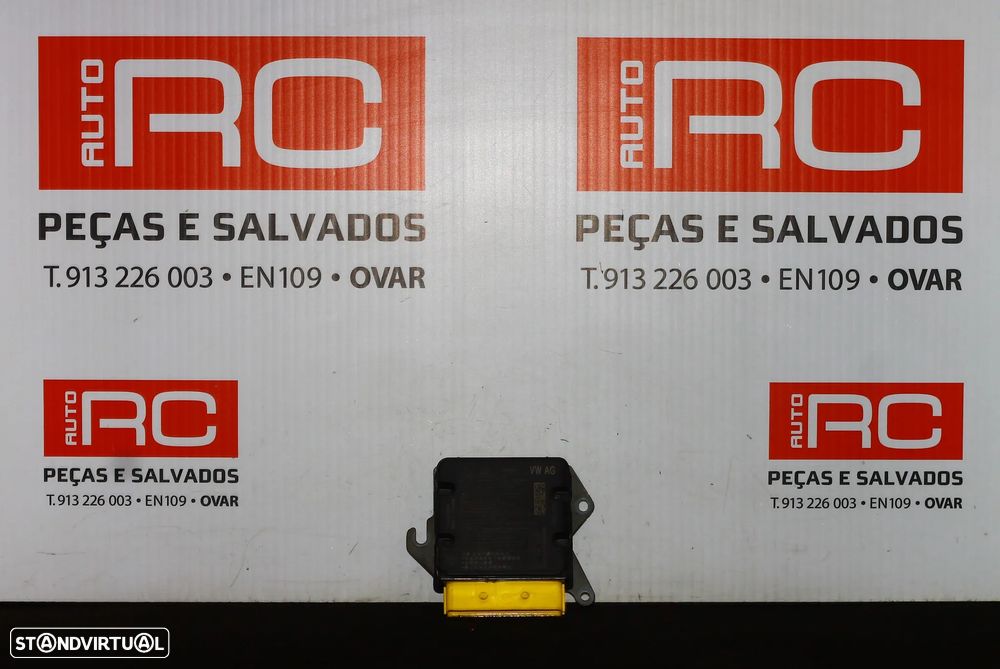 AUTO RC
PEÇAS E SALVADOS
T. 913 226 003 • EN109 • OVAR
AUTO RC
PEÇAS E SALVADOS
T. 913 226 003 • EN109 • OVAR
AUTO RC
PEÇAS E SALVADOS
T. 913 226 003 • EN109 • OVAR
AUTO RC
PEÇAS E SALVADOS
T. 913 226 003 • EN109 • OVAR
VW AG
STANDVIRTUAL